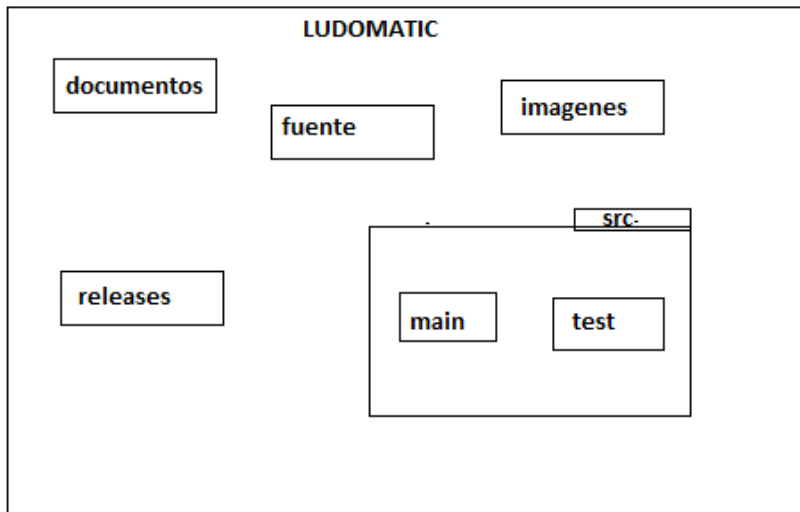 LUDOMATIC
documentos
fuente
imagenes
src-
releases
main
test